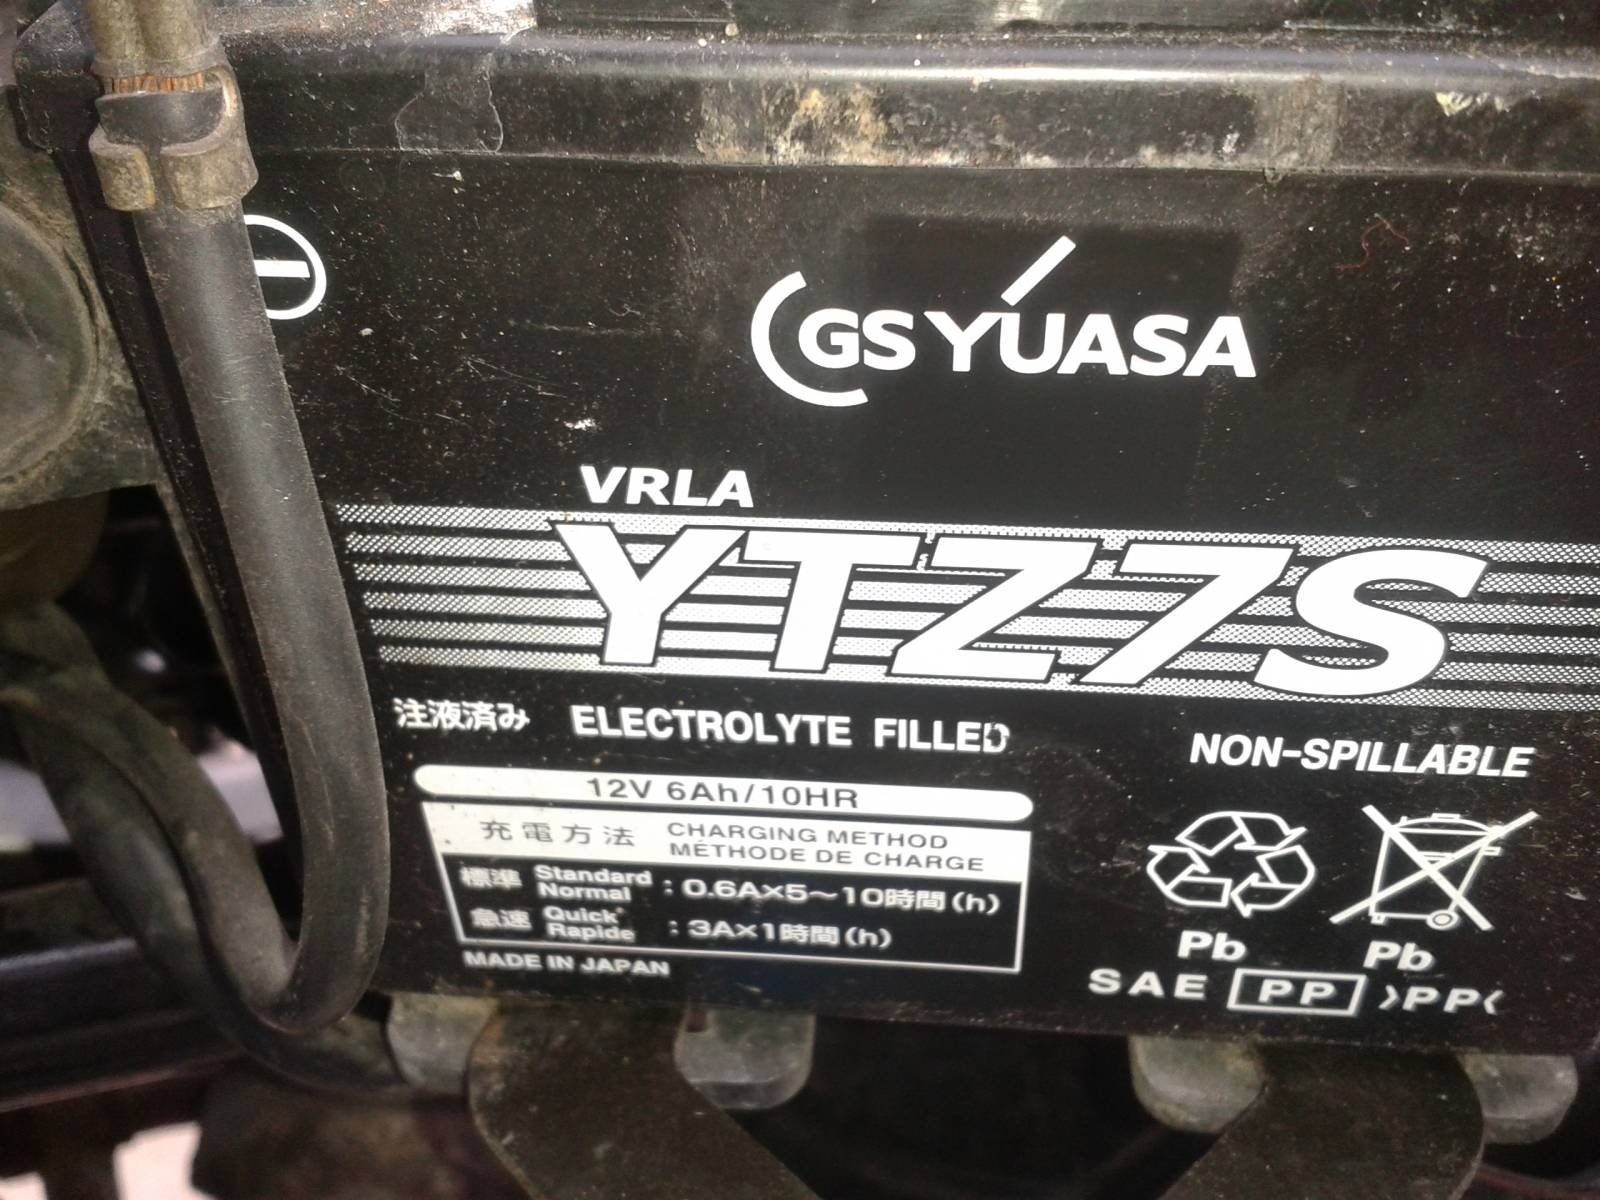 GS YUASA
VRLA
YTZ7S
注液済み ELECTROLYTE FILLED
NON-SPILLABLE
12V 6Ah/10HR
充電方法 CHARGING METHOD
MÉTHODE DE CHARGE
標準 Standard Normal : 0.6A×5~10時間(h)
急速 Quick Rapide : 3A×1時間(h)
MADE IN JAPAN
Pb Pb
SAE PP >PP<